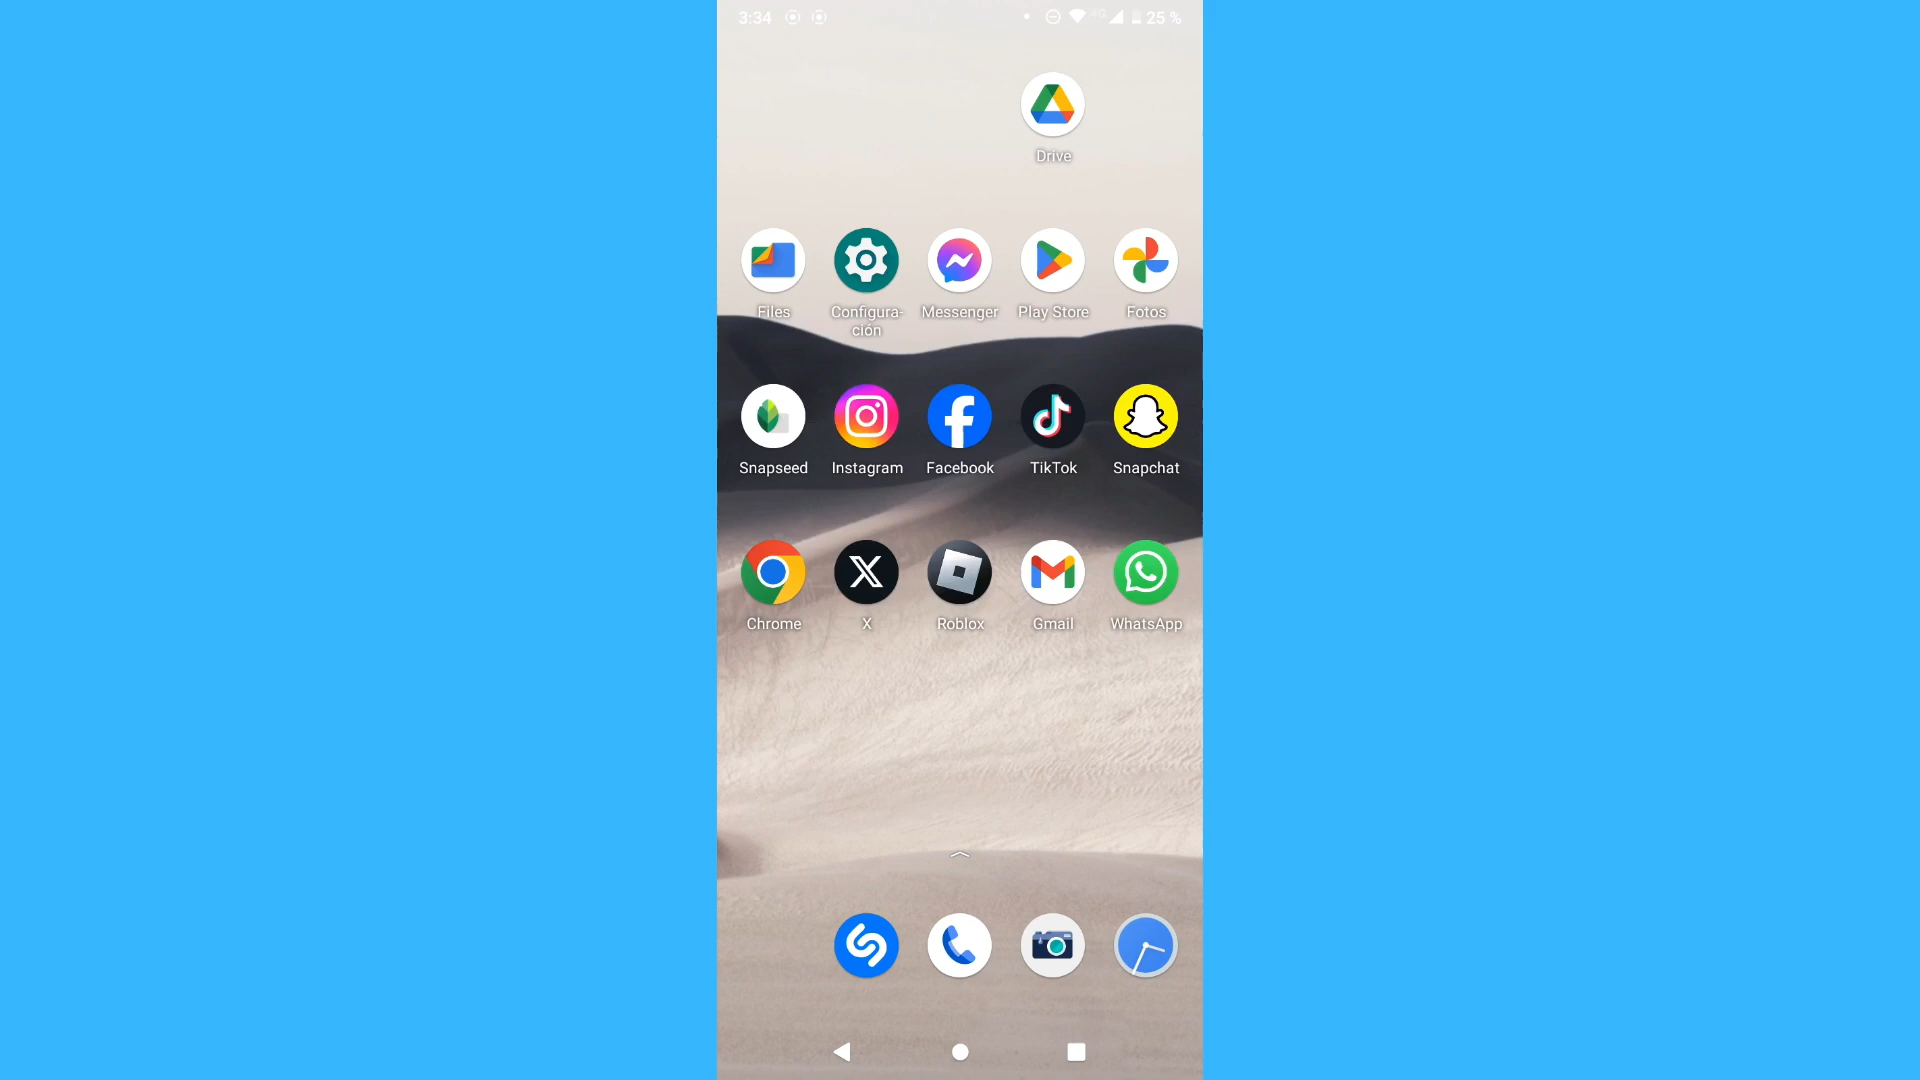 3:34 4G 25 %
Drive
Files Configura- Messenger Play Store Fotos
ción
Snapseed Instagram Facebook TikTok Snapchat
Chrome X Roblox Gmail WhatsApp